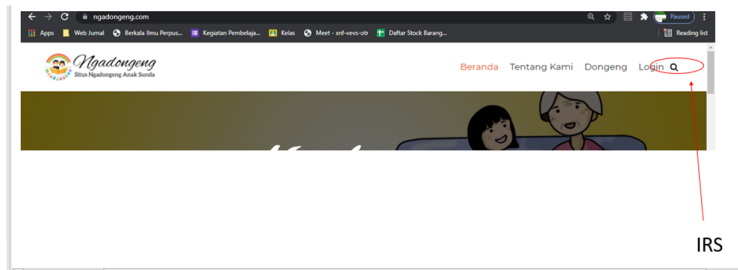 ngadongeng.com
Paused
Apps Web Jurnal Berkala Ilmu Perpus... Kegiatan Pembelaja... Kelas Meet - xnf-vevs-otr Daftar Stock Barang... Reading list
Ngadongeng
Situs Ngadongeng Anak Sunda
Beranda Tentang Kami Dongeng Login
IRS